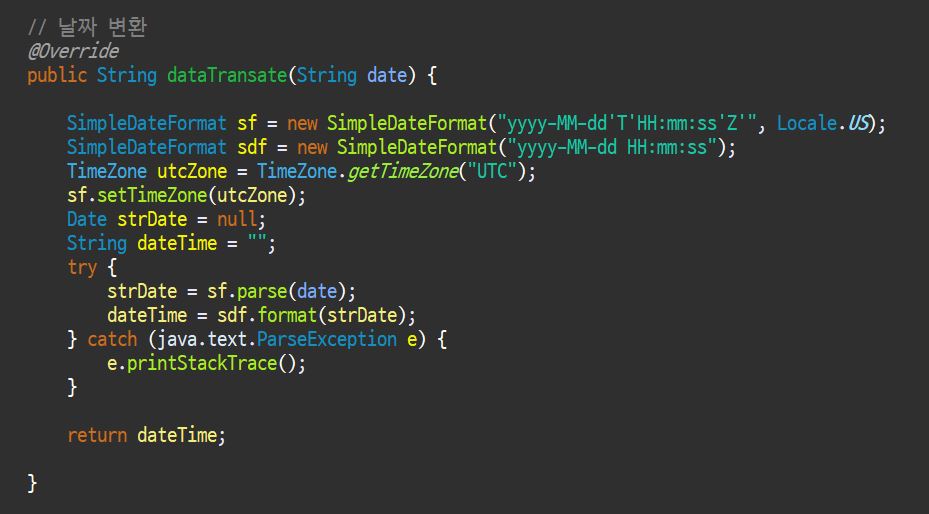 // 날짜 변환
@Override
public String dataTransate(String date) {
SimpleDateFormat sf = new SimpleDateFormat("yyyy-MM-dd'T'HH:mm:ss'Z'", Locale.US);
SimpleDateFormat sdf = new SimpleDateFormat("yyyy-MM-dd HH:mm:ss");
TimeZone utcZone = TimeZone.getTimeZone("UTC");
sf.setTimeZone(utcZone);
Date strDate = null;
String dateTime = "";
try {
strDate = sf.parse(date);
dateTime = sdf.format(strDate);
} catch (java.text.ParseException e) {
e.printStackTrace();
}
return dateTime;
}